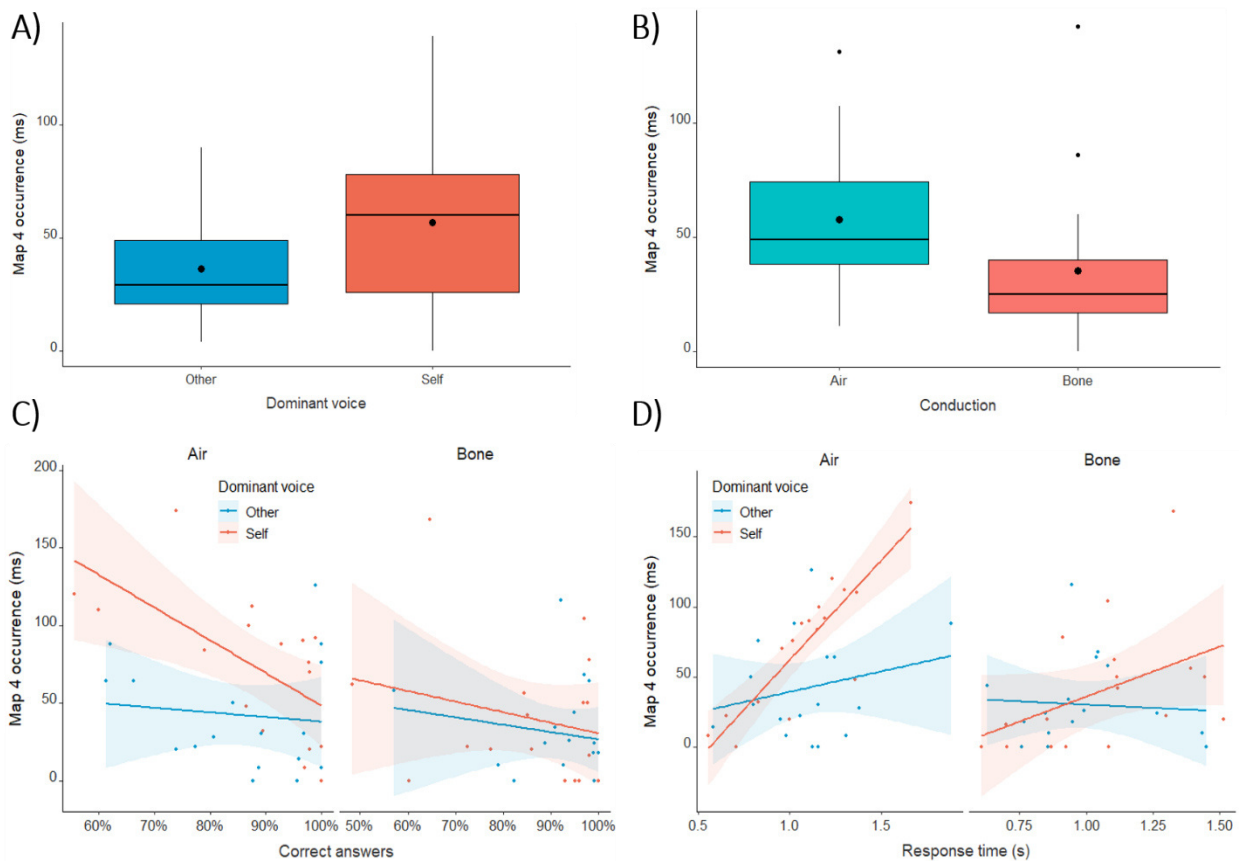 A)
Map 4 occurrence (ms)
100
50
0
Other
Self
Dominant voice
B)
Map 4 occurrence (ms)
100
50
0
Air
Bone
Conduction
C)
Air
Bone
Map 4 occurrence (ms)
200
150
100
50
0
Dominant voice
Other
Self
60% 70% 80% 90% 100%
50% 60% 70% 80% 90% 100%
Correct answers
D)
Air
Bone
Map 4 occurrence (ms)
150
100
50
0
Dominant voice
Other
Self
0.5 1.0 1.5
0.75 1.00 1.25 1.50
Response time (s)